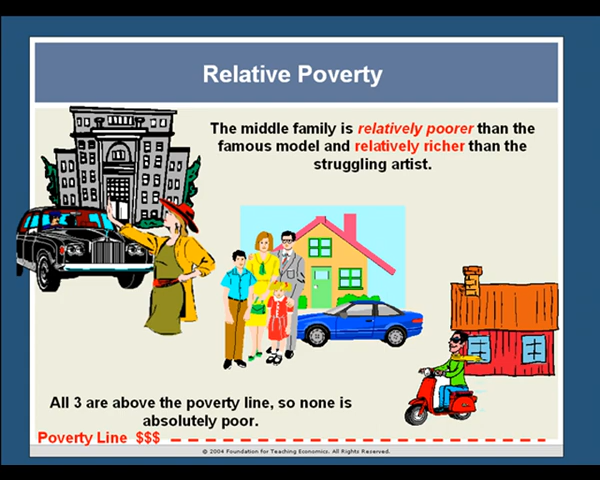 Relative Poverty
The middle family is relatively poorer than the
famous model and relatively richer than the
struggling artist.
All 3 are above the poverty line, so none is
absolutely poor.
Poverty Line $$$
© 2004 Foundation for Teaching Economics. All Rights Reserved.